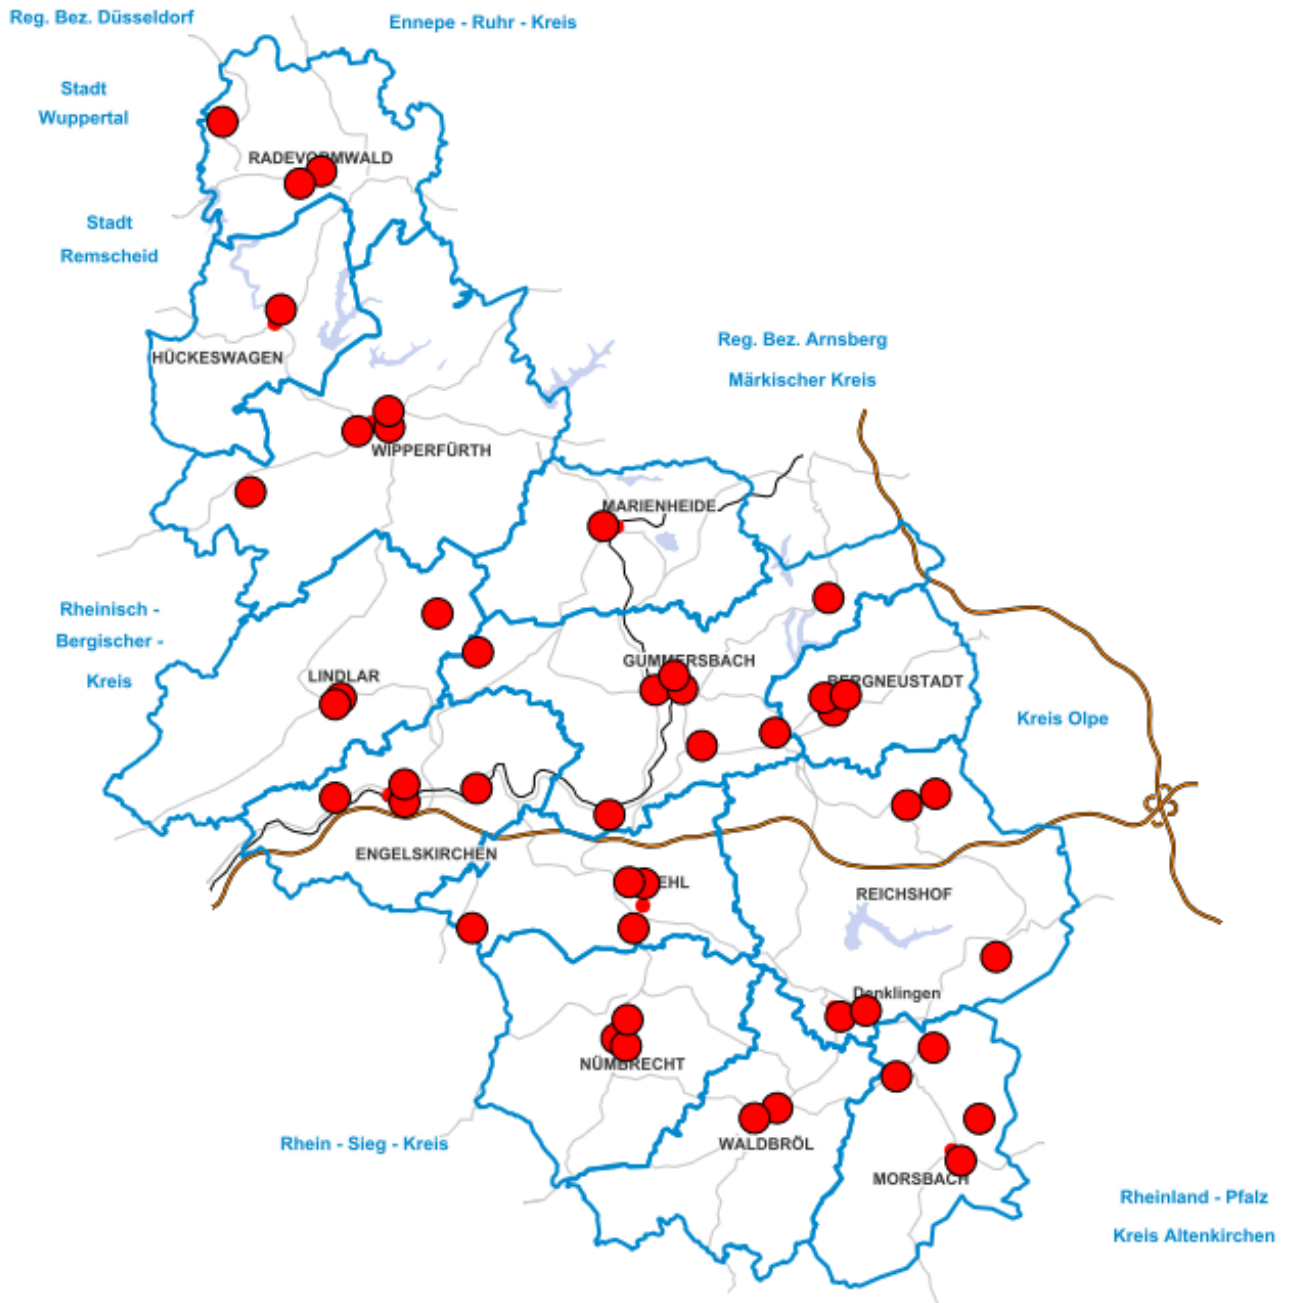 Reg. Bez. Düsseldorf
Ennepe - Ruhr - Kreis
Stadt
Wuppertal
RADEVORMWALD
Stadt
Remscheid
Reg. Bez. Arnsberg
HÜCKESWAGEN
Märkischer Kreis
WIPPERFÜRTH
MARIENHEIDE
Rheinisch -
Bergischer -
Kreis
GUMMERSBACH
LINDLAR
BERGNEUSTADT
Kreis Olpe
ENGELSKIRCHEN
EHL
REICHSHOF
Denklingen
NÜMBRECHT
Rhein - Sieg - Kreis
WALDBRÖL
MORSBACH
Rheinland - Pfalz
Kreis Altenkirchen